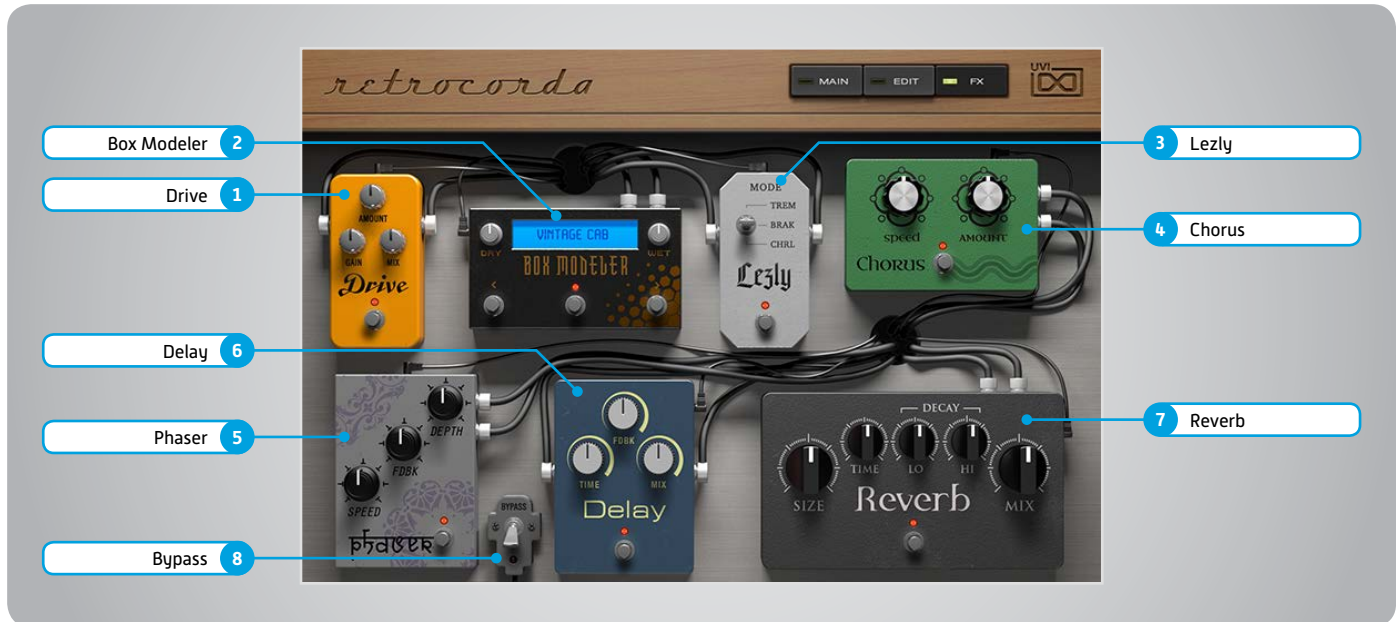 retrocorda
MAIN
EDIT
FX
UVI
Box Modeler 2
Drive 1
3 Lezly
4 Chorus
AMOUNT
GAIN
MIX
Drive
VINTAGE CAB
DRY
WET
BOX MODELER
<
>
MODE
TREM
BRAK
CHRL
Lezly
speed
AMOUNT
Chorus
Delay 6
Phaser 5
7 Reverb
Bypass 8
DEPTH
FDBK
SPEED
phaser
BYPASS
FDBK
TIME
MIX
Delay
DECAY
TIME
LO
HI
SIZE
MIX
Reverb